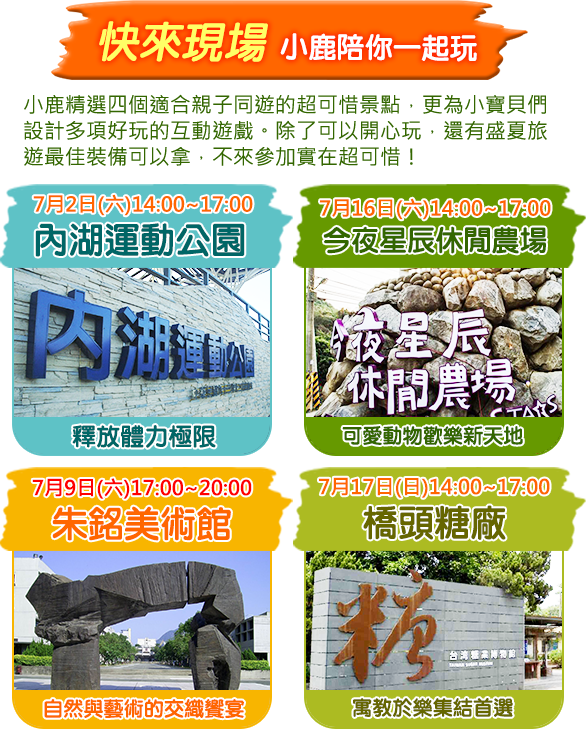 快來現場 小鹿陪你一起玩
小鹿精選四個適合親子同遊的超可惜景點，更為小寶貝們
設計多項好玩的互動遊戲。除了可以開心玩，還有盛夏旅
遊最佳裝備可以拿，不來參加實在超可惜！
7月2日(六)14:00~17:00
內湖運動公園
內湖運動公園
釋放體力極限
7月16日(六)14:00~17:00
今夜星辰休閒農場
今夜星辰
休閒農場
STARS
可愛動物歡樂新天地
7月9日(六)17:00~20:00
朱銘美術館
自然與藝術的交織饗宴
7月17日(日)14:00~17:00
橋頭糖廠
糖
台灣糖業博物館
寓教於樂集結首選